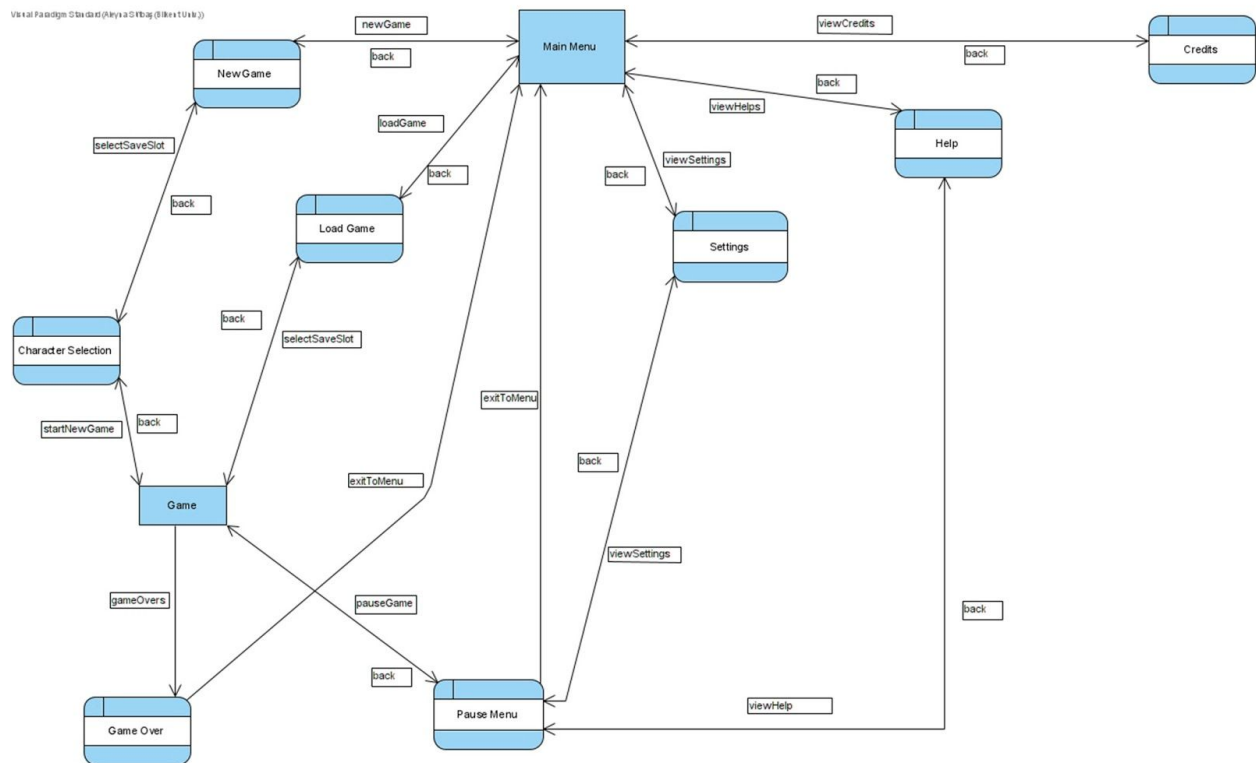 Visual Paradigm Standard(Aleyna Sütbaş(Bilkent Univ.))
newGame
Main Menu
viewCredits
back
back
Credits
NewGame
back
viewHelps
loadGame
Help
selectSaveSlot
viewSettings
back
back
back
Load Game
Settings
back
selectSaveSlot
Character Selection
exitToMenu
startNewGame
back
back
exitToMenu
Game
viewSettings
gameOvers
pauseGame
back
back
viewHelp
Pause Menu
Game Over